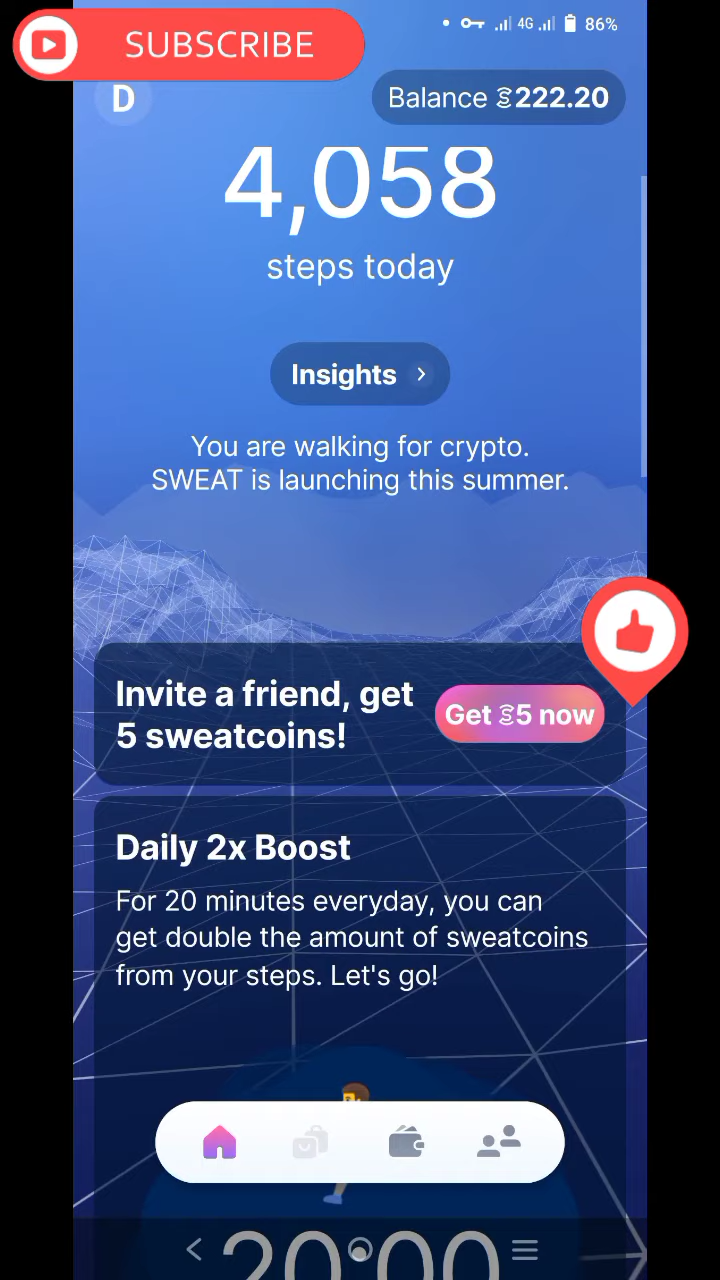 SUBSCRIBE
4G
86%
D
Balance 222.20
4,058
steps today
Insights
You are walking for crypto.
SWEAT is launching this summer.
Invite a friend, get
5 sweatcoins!
Get 5 now
Daily 2x Boost
For 20 minutes everyday, you can
get double the amount of sweatcoins
from your steps. Let's go!
20:00